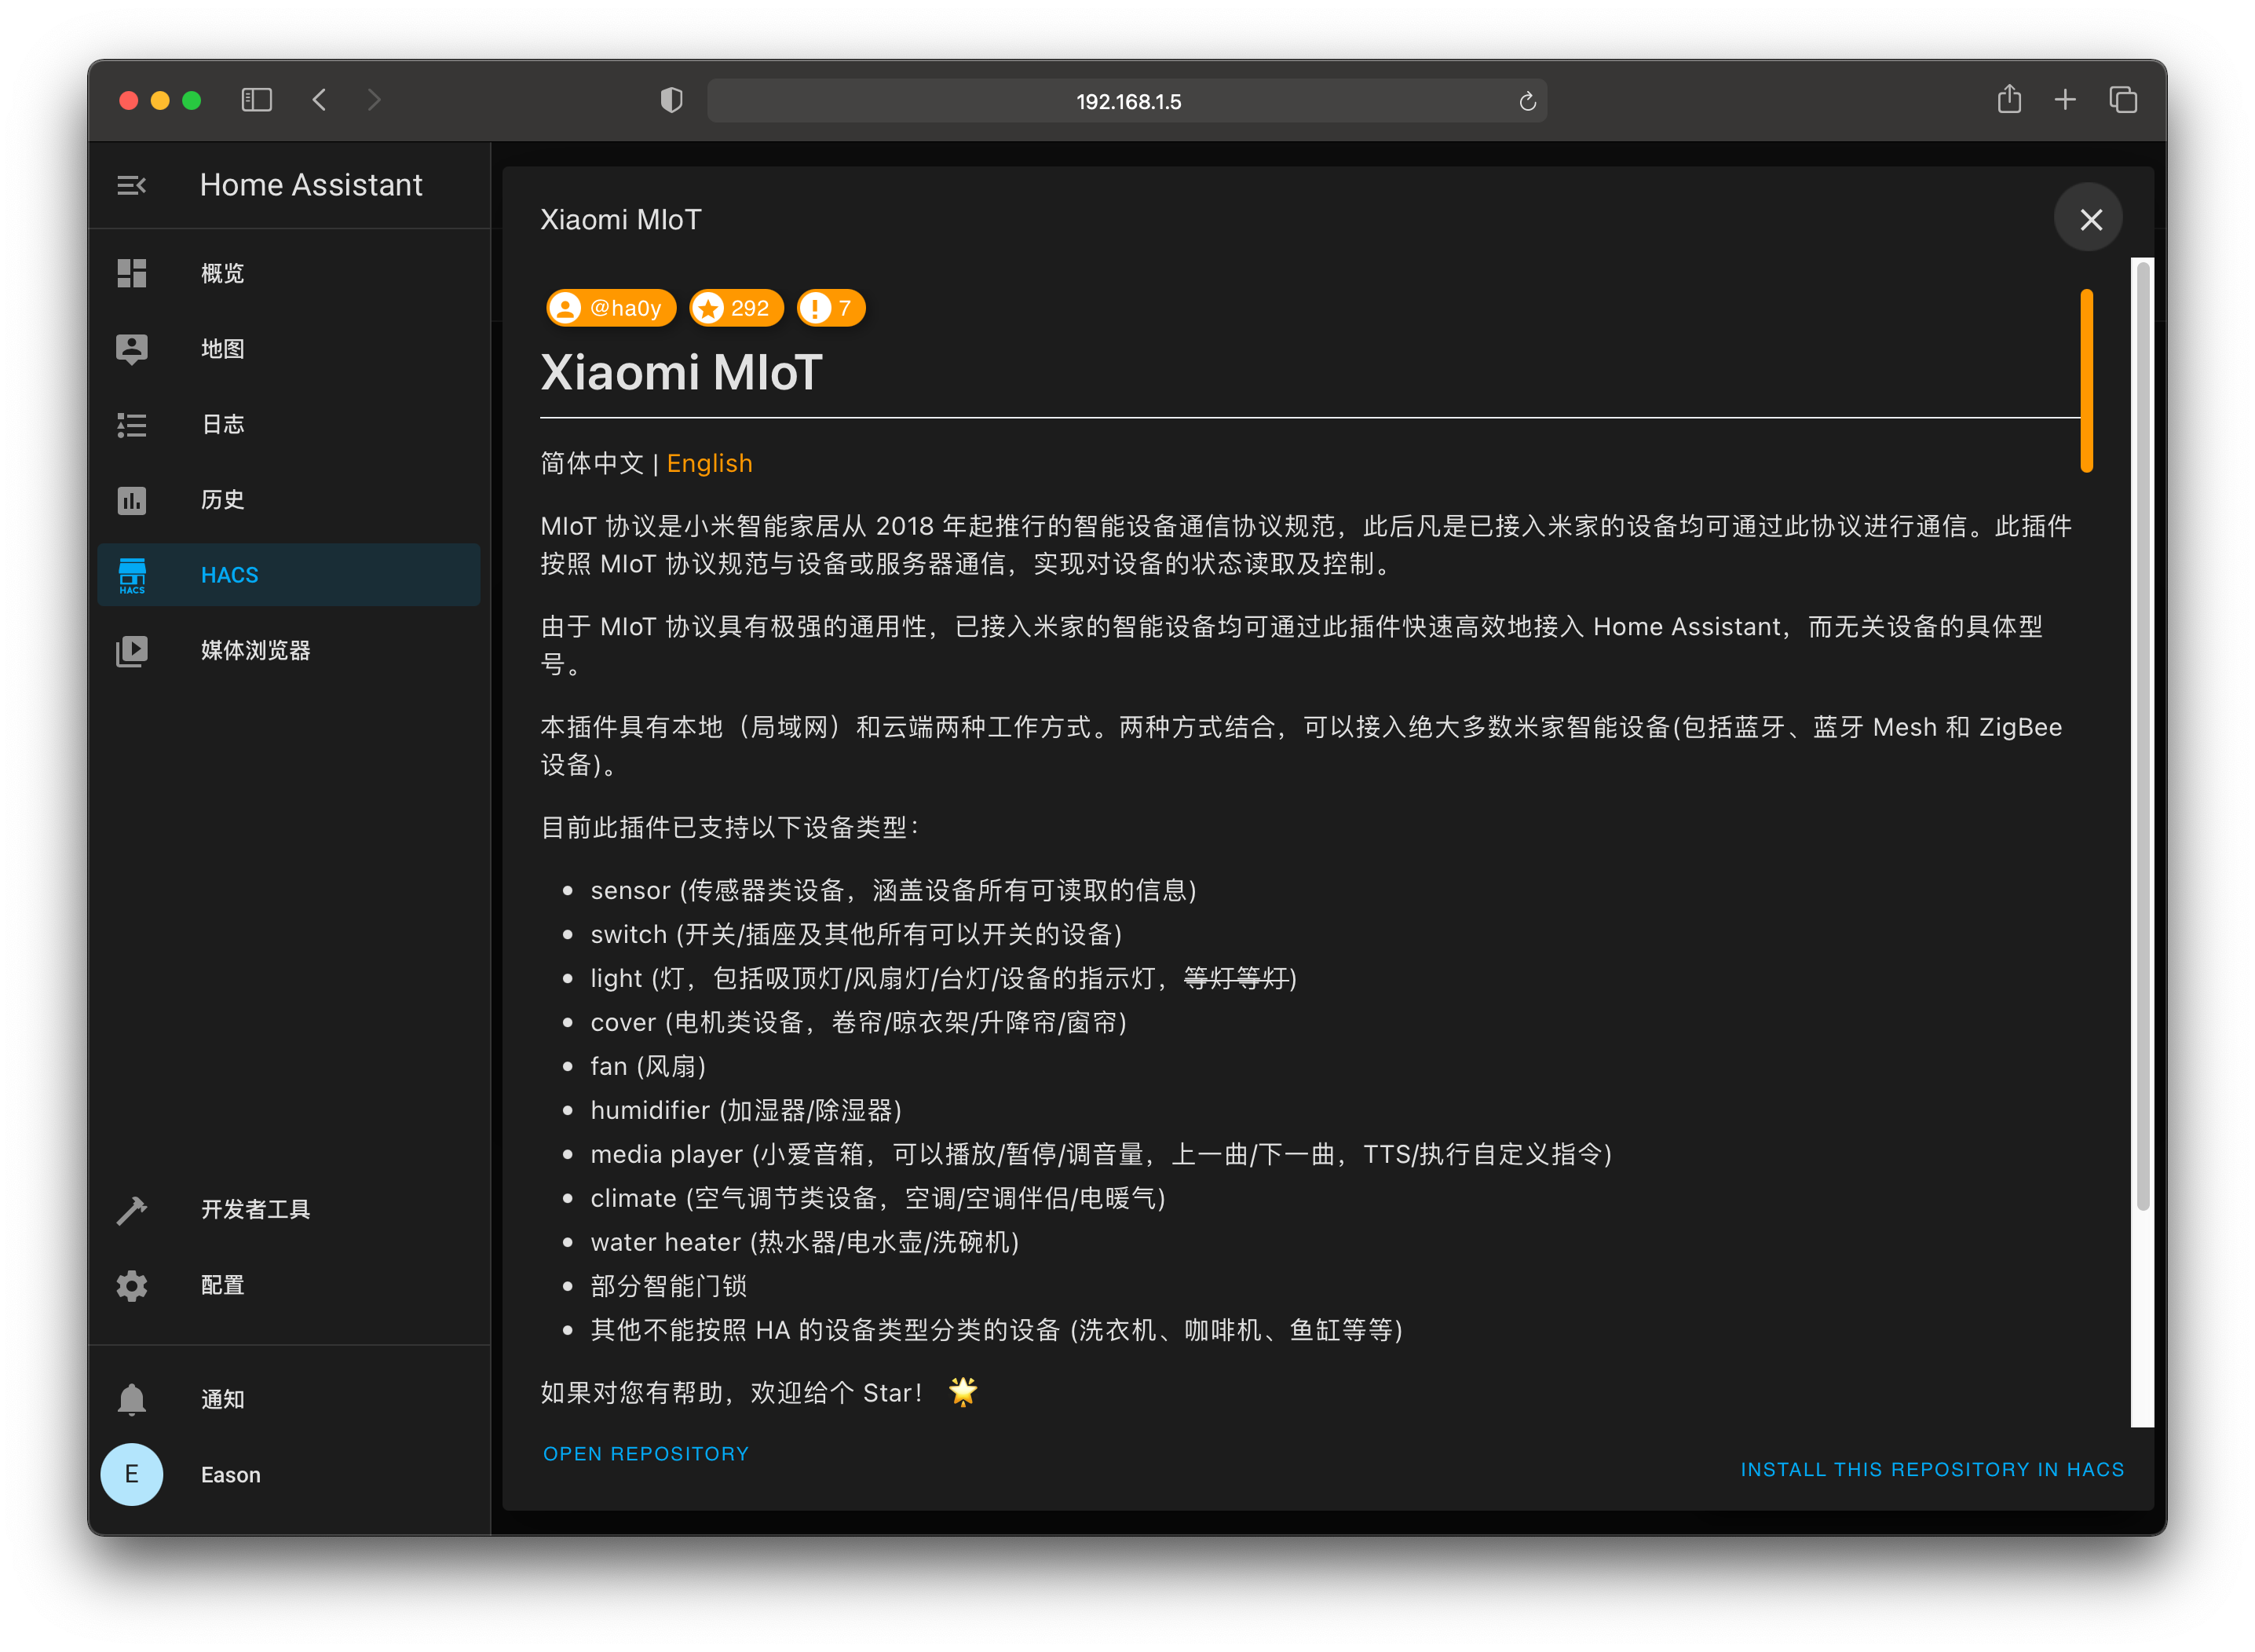 192.168.1.5
Home Assistant
概览
地图
日志
历史
HACS
HACS
媒体浏览器
开发者工具
配置
通知
E
Eason
Xiaomi MIoT
@ha0y
292
7
Xiaomi MIoT
简体中文 | English
MIoT 协议是小米智能家居从 2018 年起推行的智能设备通信协议规范，此后凡是已接入米家的设备均可通过此协议进行通信。此插件
按照 MIoT 协议规范与设备或服务器通信，实现对设备的状态读取及控制。
由于 MIoT 协议具有极强的通用性，已接入米家的智能设备均可通过此插件快速高效地接入 Home Assistant，而无关设备的具体型
号。
本插件具有本地（局域网）和云端两种工作方式。两种方式结合，可以接入绝大多数米家智能设备(包括蓝牙、蓝牙 Mesh 和 ZigBee
设备)。
目前此插件已支持以下设备类型：
sensor (传感器类设备，涵盖设备所有可读取的信息)
switch (开关/插座及其他所有可以开关的设备)
light (灯，包括吸顶灯/风扇灯/台灯/设备的指示灯，等灯等灯)
cover (电机类设备，卷帘/晾衣架/升降帘/窗帘)
fan (风扇)
humidifier (加湿器/除湿器)
media player (小爱音箱，可以播放/暂停/调音量，上一曲/下一曲，TTS/执行自定义指令)
climate (空气调节类设备，空调/空调伴侣/电暖气)
water heater (热水器/电水壶/洗碗机)
部分智能门锁
其他不能按照 HA 的设备类型分类的设备 (洗衣机、咖啡机、鱼缸等等)
如果对您有帮助，欢迎给个 Star！ 🌟
OPEN REPOSITORY
INSTALL THIS REPOSITORY IN HACS